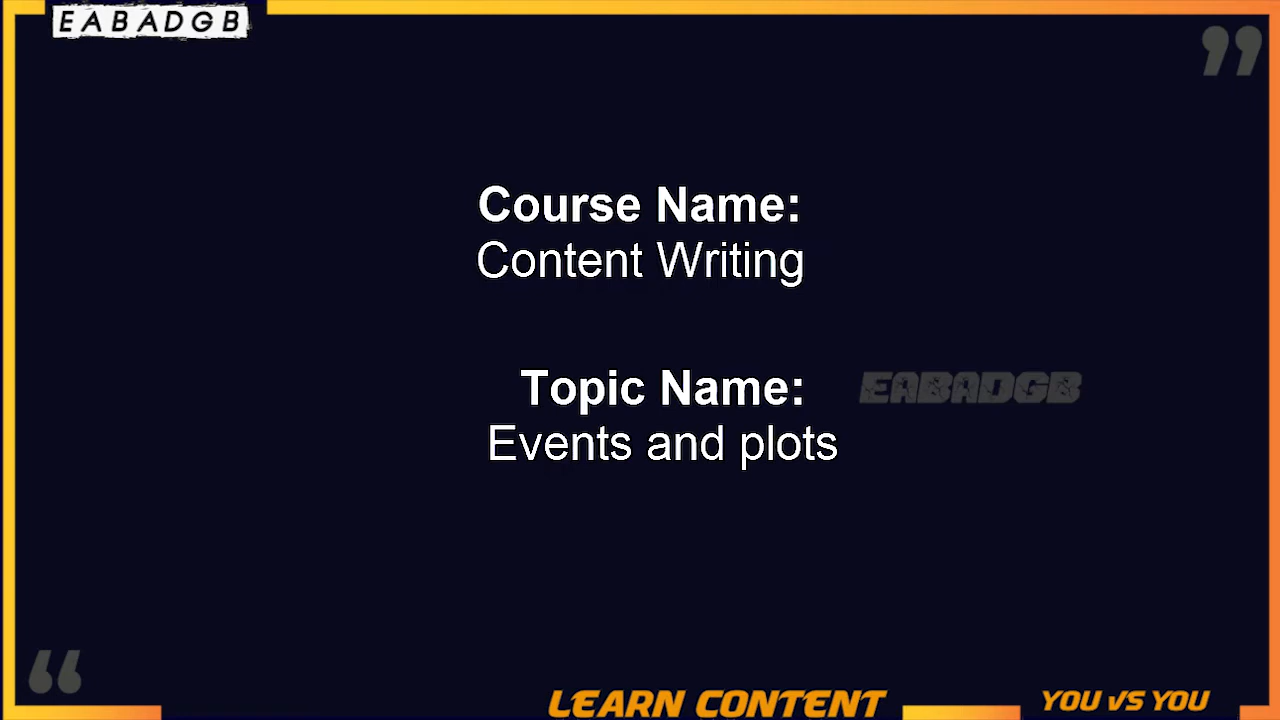 EABADGB
Course Name:
Content Writing
Topic Name:
EABADGB
Events and plots
LEARN CONTENT
YOU VS YOU